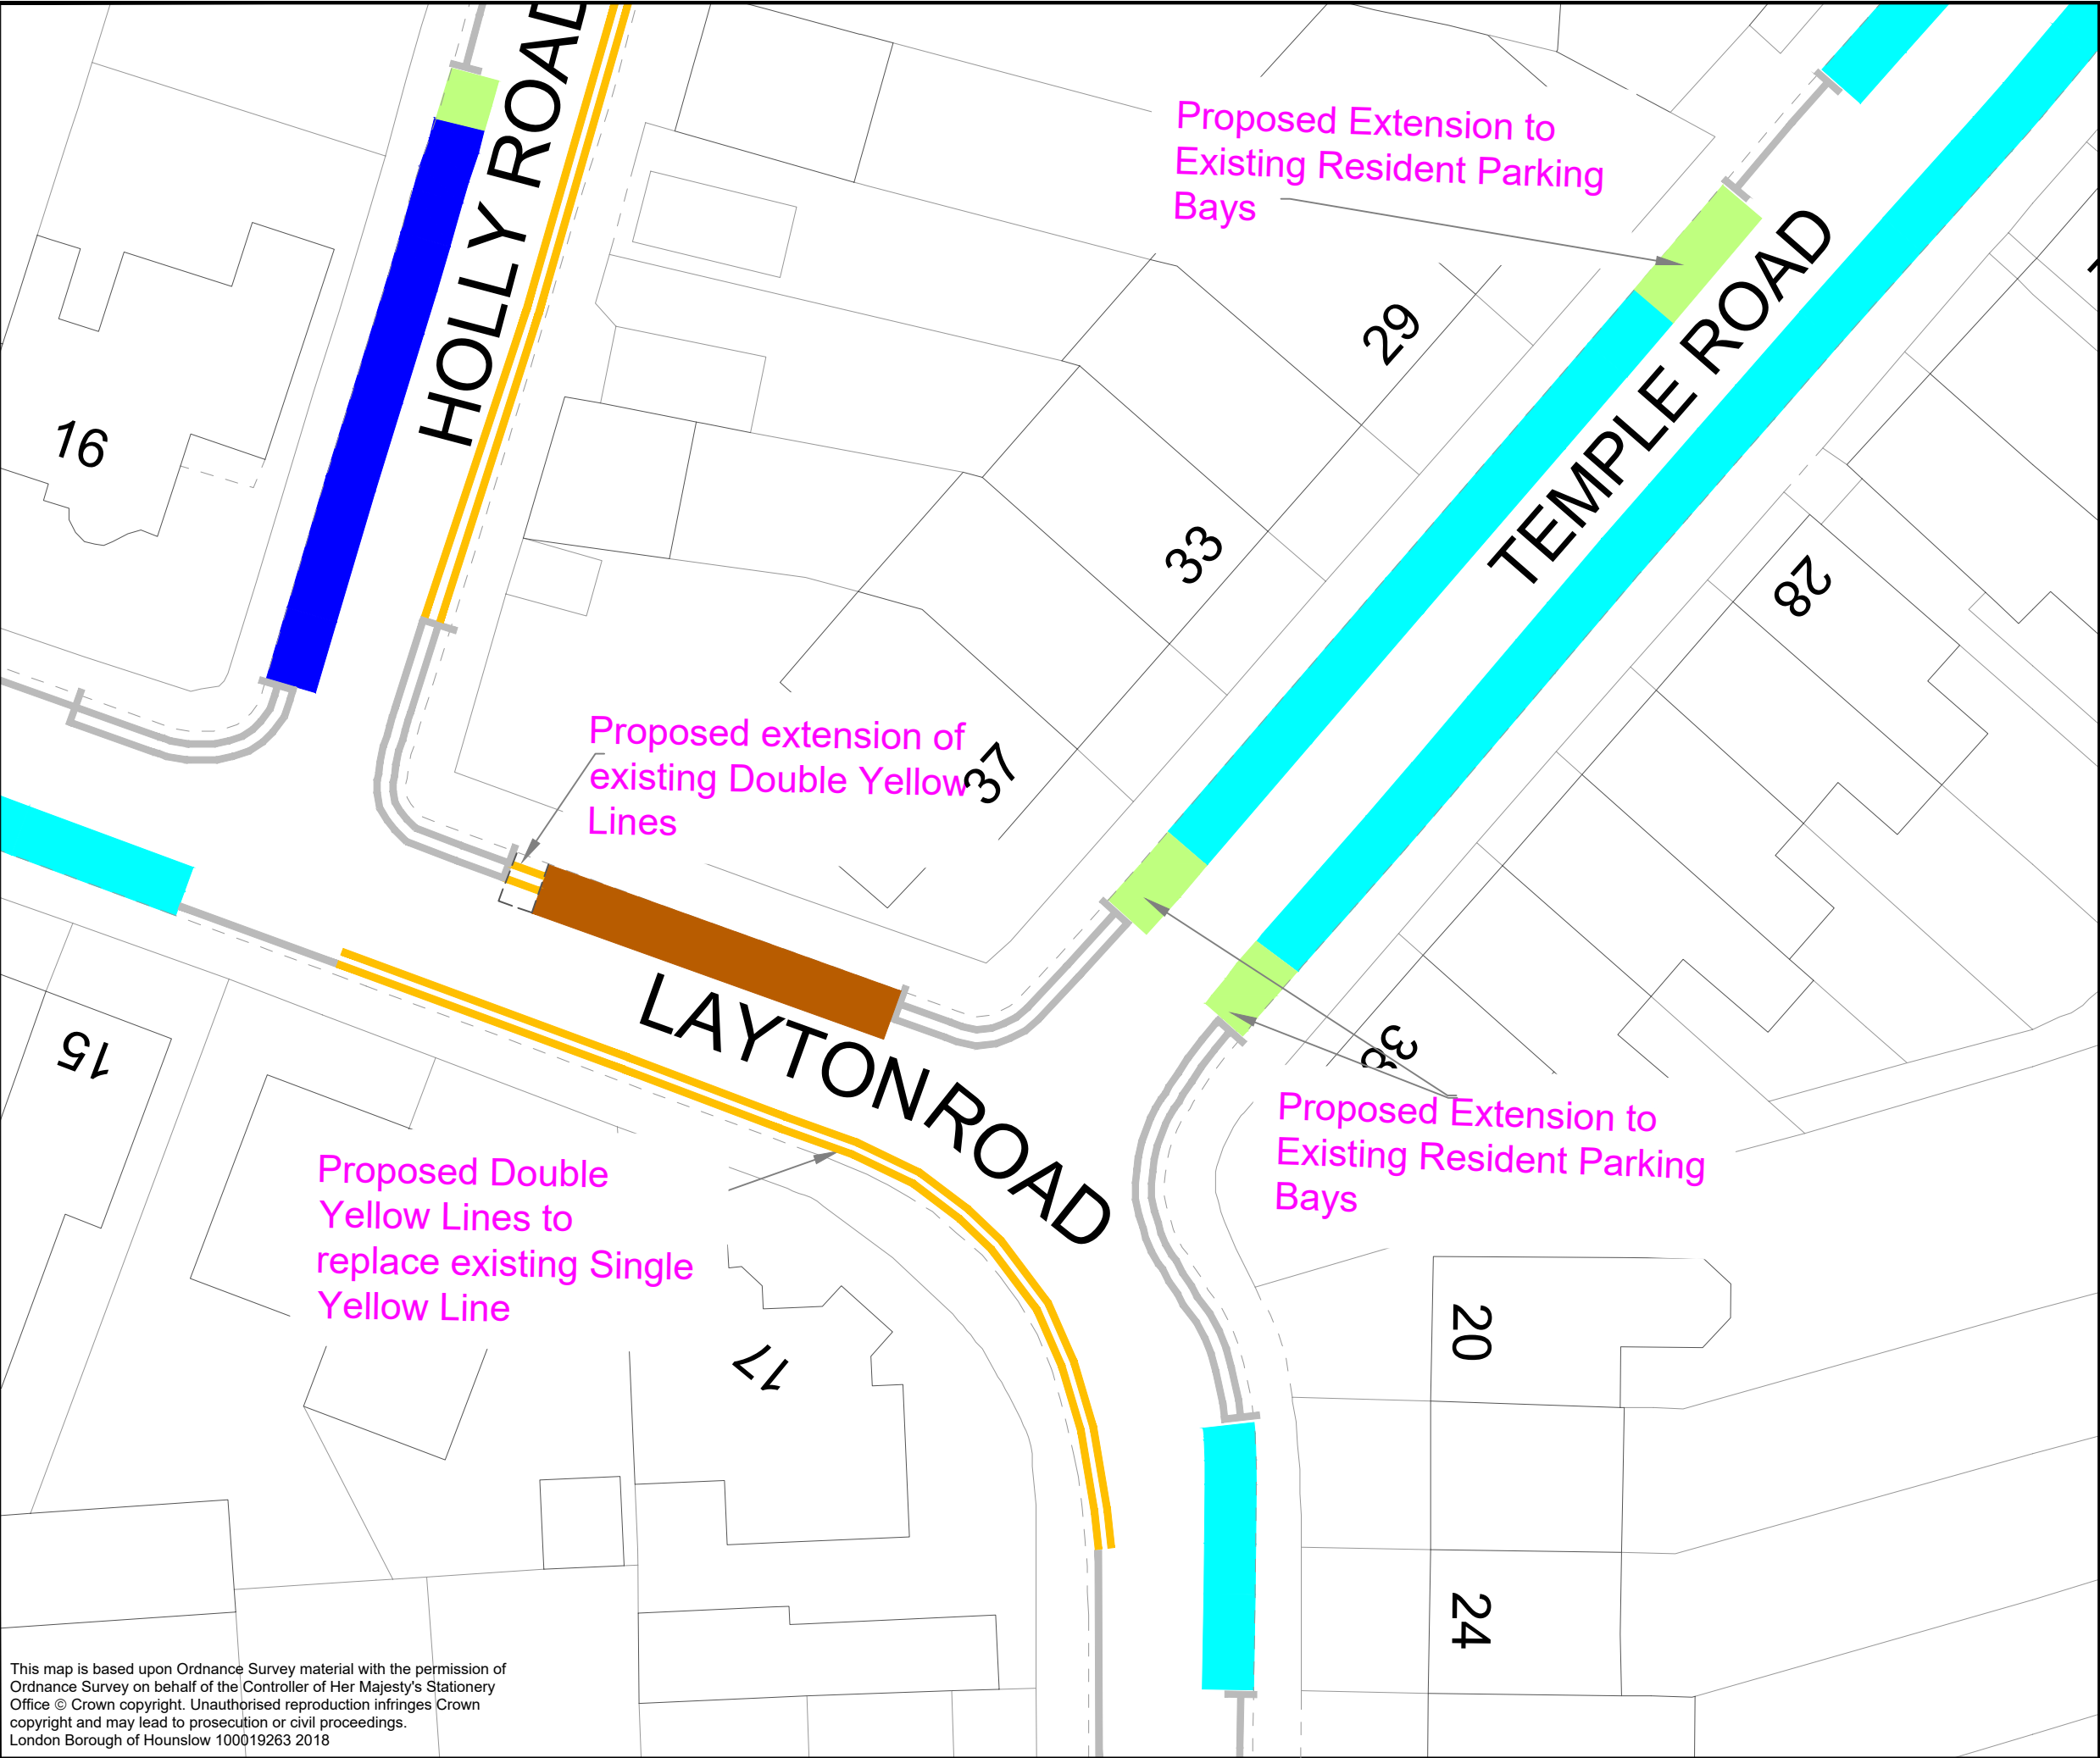 HOLLY ROAD
Proposed Extension to
Existing Resident Parking
Bays
TEMPLE ROAD
29
16
33
28
Proposed extension of
existing Double Yellow
Lines
37
LAYTON ROAD
15
38
Proposed Extension to
Existing Resident Parking
Bays
Proposed Double
Yellow Lines to
replace existing Single
Yellow Line
17
20
24
This map is based upon Ordnance Survey material with the permission of
Ordnance Survey on behalf of the Controller of Her Majesty's Stationery
Office © Crown copyright. Unauthorised reproduction infringes Crown
copyright and may lead to prosecution or civil proceedings.
London Borough of Hounslow 100019263 2018